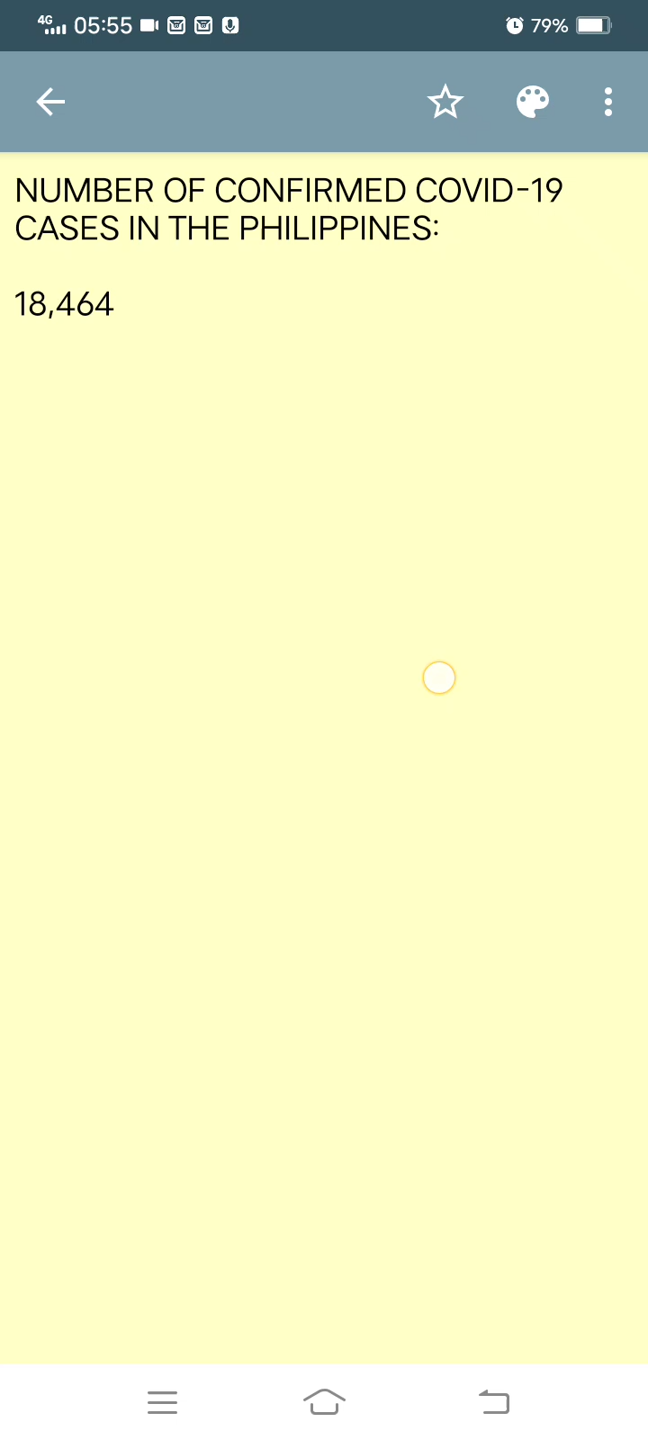 4G 05:55 79%
NUMBER OF CONFIRMED COVID-19
CASES IN THE PHILIPPINES:
18,464